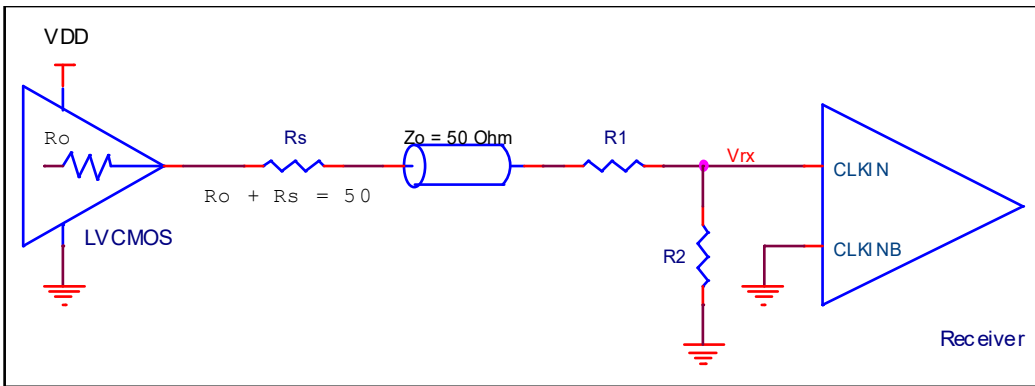 VDD
Ro
Rs
Zo = 50 Ohm
R1
Vrx
CLKIN
Ro + Rs = 50
LVCMOS
R2
CLKINB
Receiver